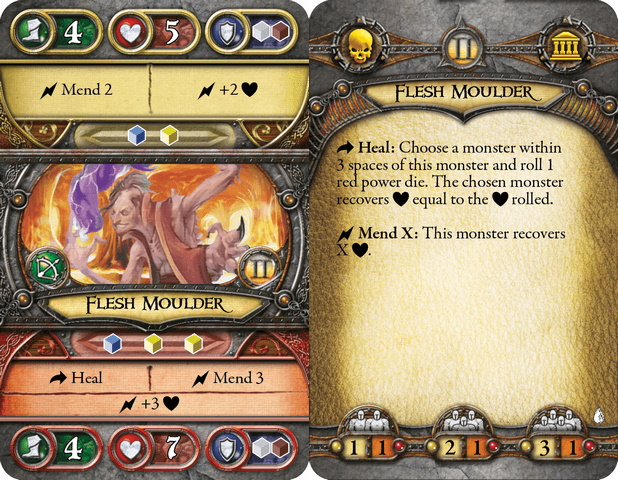 4 5
Mend 2 +2
II
FLESH MOULDER
Heal Mend 3
+3
4 7
II
FLESH MOULDER
Heal: Choose a monster within
3 spaces of this monster and roll 1
red power die. The chosen monster
recovers equal to the rolled.
Mend X: This monster recovers
X .
1 1 2 1 3 1